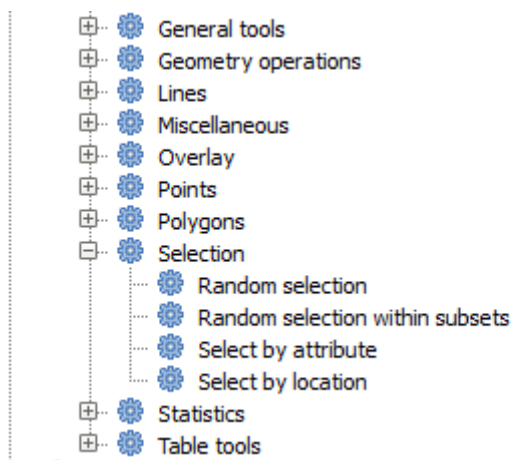 General tools
Geometry operations
Lines
Miscellaneous
Overlay
Points
Polygons
Selection
Random selection
Random selection within subsets
Select by attribute
Select by location
Statistics
Table tools